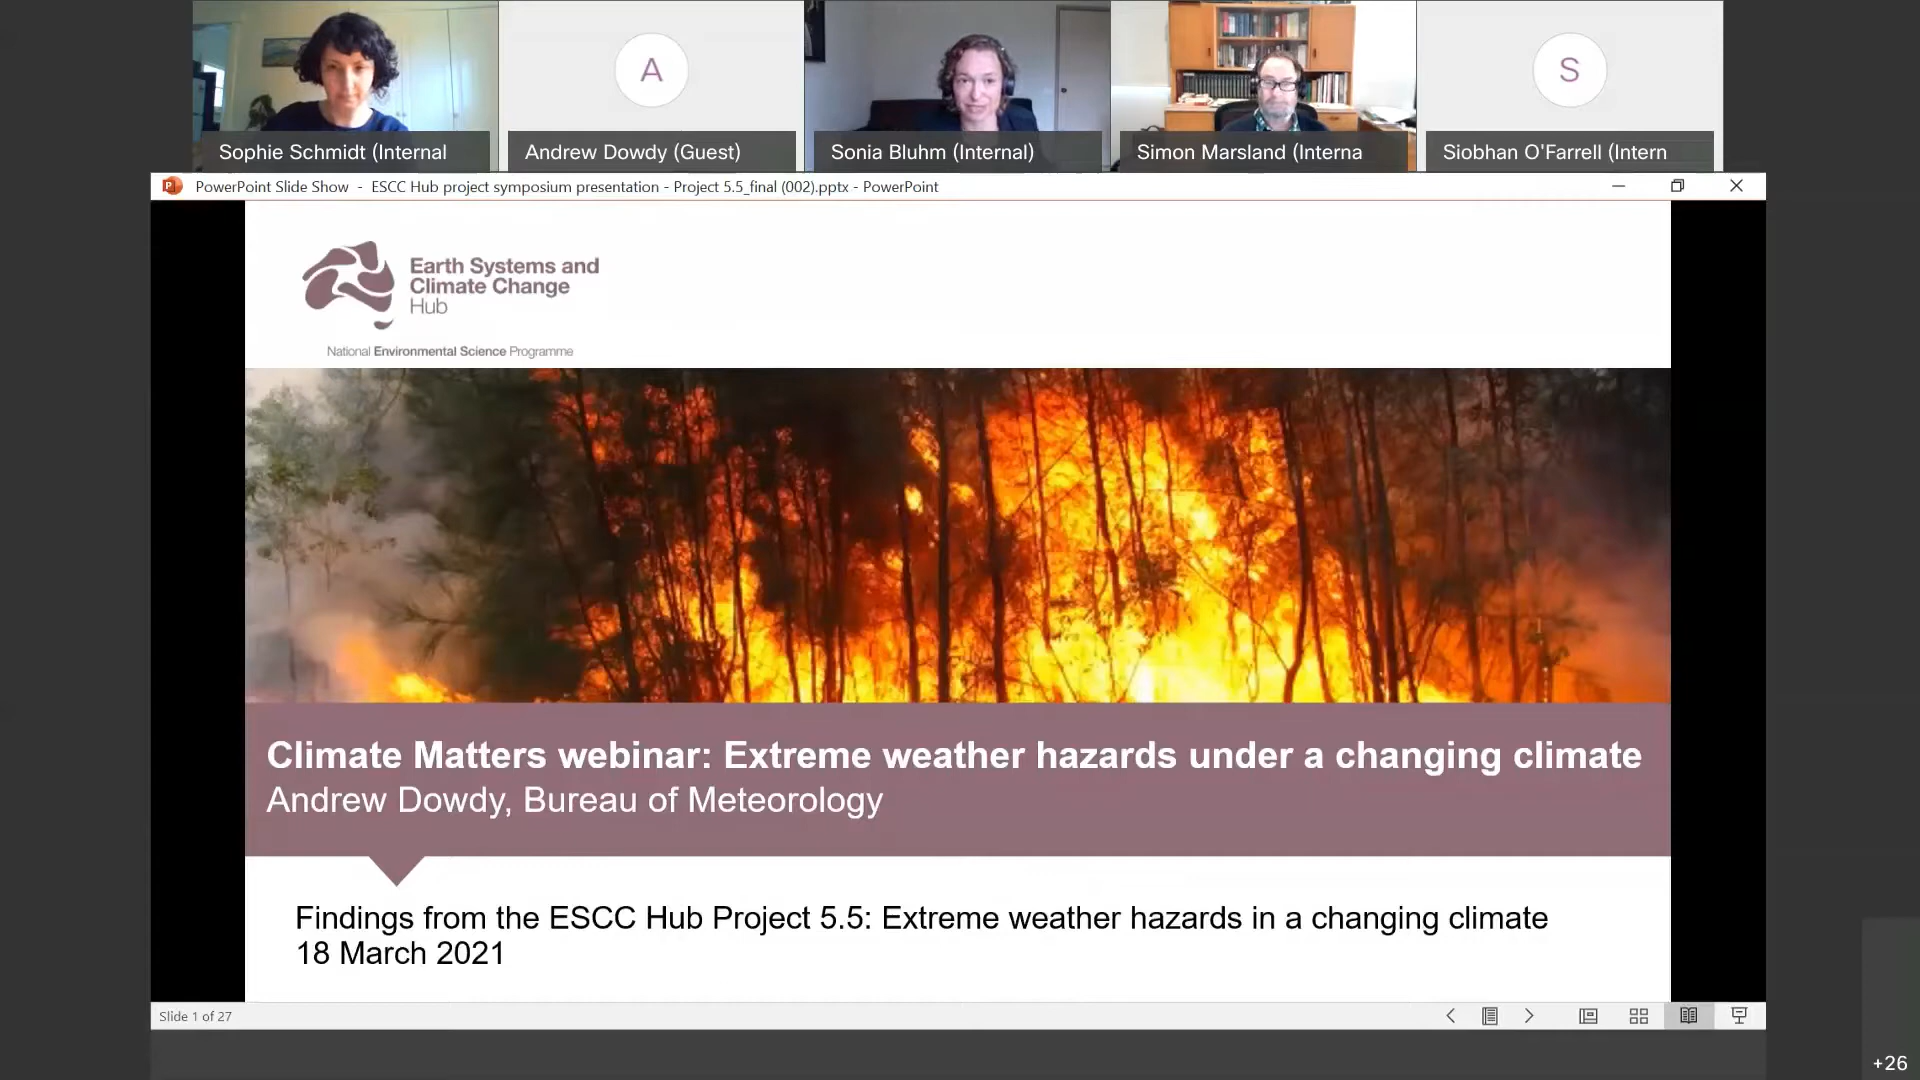 Sophie Schmidt (Internal
A
Andrew Dowdy (Guest)
Sonia Bluhm (Internal)
Simon Marsland (Interna
S
Siobhan O'Farrell (Intern
PowerPoint Slide Show - ESCC Hub project symposium presentation - Project 5.5_final (002).pptx - PowerPoint
Earth Systems and
Climate Change
Hub
National Environmental Science Programme
Climate Matters webinar: Extreme weather hazards under a changing climate
Andrew Dowdy, Bureau of Meteorology
Findings from the ESCC Hub Project 5.5: Extreme weather hazards in a changing climate
18 March 2021
Slide 1 of 27
+26